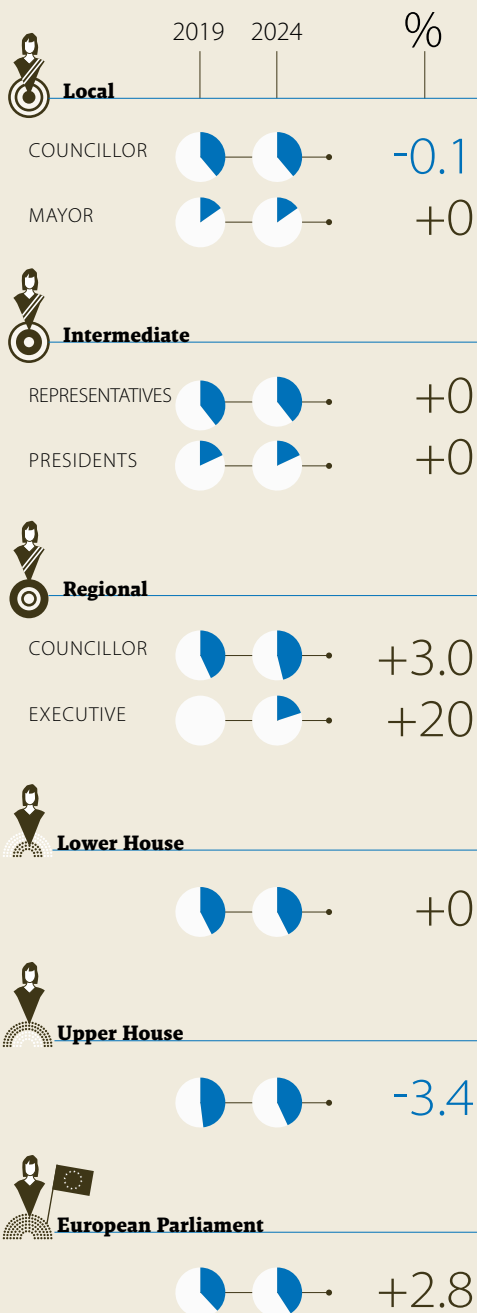 2019 2024 %
Local
COUNCILLOR -0.1
MAYOR +0
Intermediate
REPRESENTATIVES +0
PRESIDENTS +0
Regional
COUNCILLOR +3.0
EXECUTIVE +20
Lower House
+0
Upper House
-3.4
European Parliament
+2.8